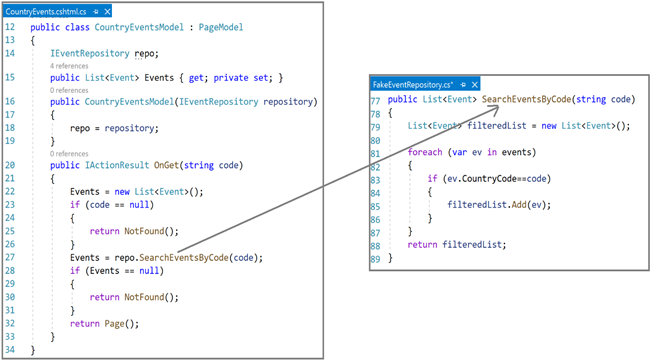 CountryEvents.cshtml.cs
12 public class CountryEventsModel : PageModel
13 {
14 IEventRepository repo;
4 references
15 public List<Event> Events { get; private set; }
0 references
16 public CountryEventsModel(IEventRepository repository)
17 {
18 repo = repository;
19 }
0 references
20 public IActionResult OnGet(string code)
21 {
22 Events = new List<Event>();
23 if (code == null)
24 {
25 return NotFound();
26 }
27 Events = repo.SearchEventsByCode(code);
28 if (Events == null)
29 {
30 return NotFound();
31 }
32 return Page();
33 }
34 }
FakeEventRepository.cs*
77 public List<Event> SearchEventsByCode(string code)
78 {
79 List<Event> filteredList = new List<Event>();
80
81 foreach (var ev in events)
82 {
83 if (ev.CountryCode==code)
84 {
85 filteredList.Add(ev);
86 }
87 }
88 return filteredList;
89 }